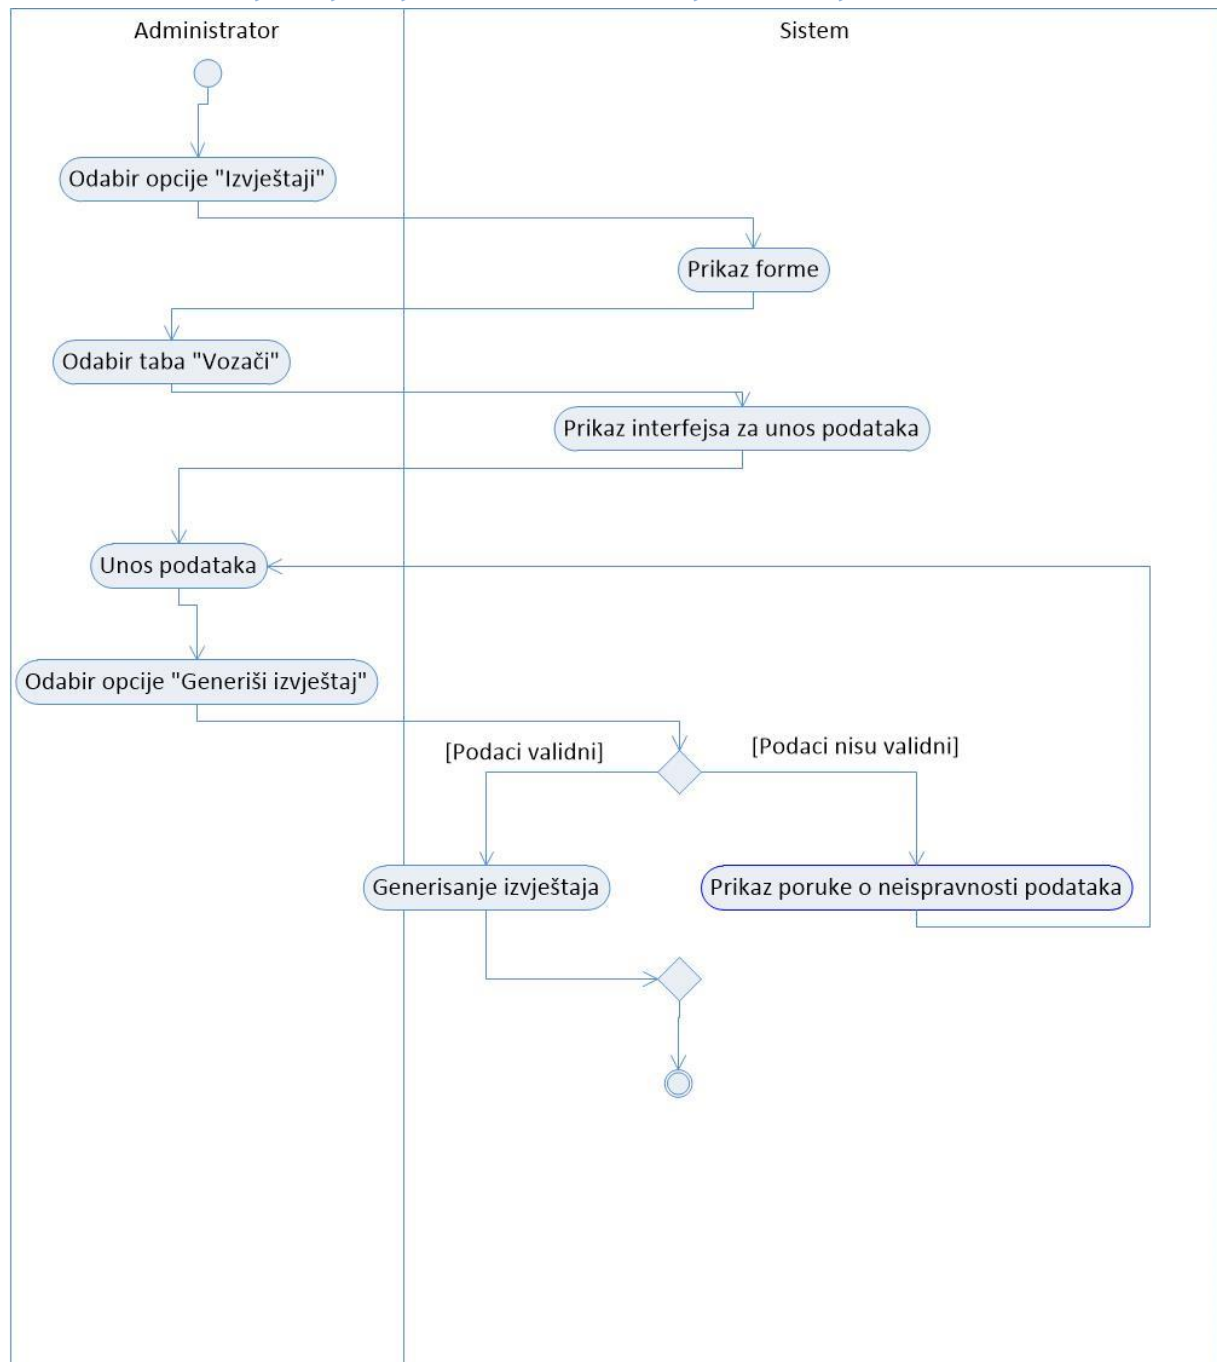 Administrator
Sistem
Odabir opcije "Izvještaji"
Prikaz forme
Odabir taba "Vozači"
Prikaz interfejsa za unos podataka
Unos podataka
Odabir opcije "Generiši izvještaj"
[Podaci validni]
[Podaci nisu validni]
Generisanje izvještaja
Prikaz poruke o neispravnosti podataka